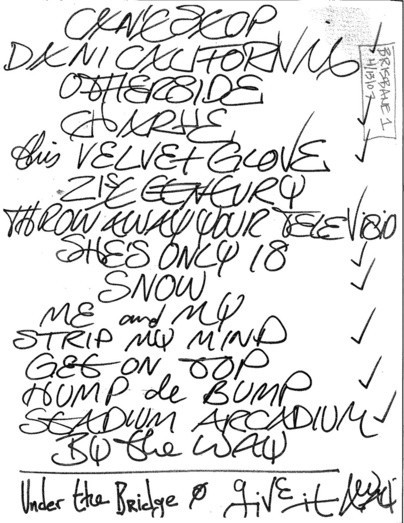 CANT STOP
DANI CALIFORNIA
OTHERSIDE
CHARLIE
this VELVEt GLOVE
21st CENTURY
THROW AWAY YOUR TELEVISIO
SHE'S ONLY 18
SNOW
ME and MY
STRIP MY MIND
GET ON TOP
HUMP de BUMP
STADIUM ARCADIUM
BY the WAY
Under the Bridge giVE it AWAY
BRISBANE 1
4/15/07